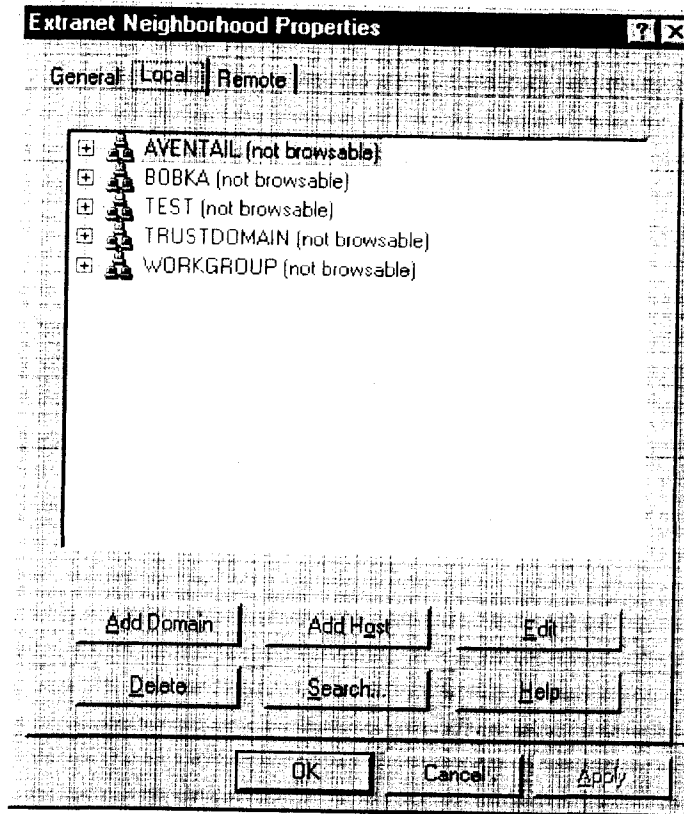 Extranet Neighborhood Properties
General Local Remote
AVENTAIL (not browsable)
BOBKA (not browsable)
TEST (not browsable)
TRUSTDOMAIN (not browsable)
WORKGROUP (not browsable)
Add Domain Add Host Edit
Delete Search... Help
OK Cancel Apply